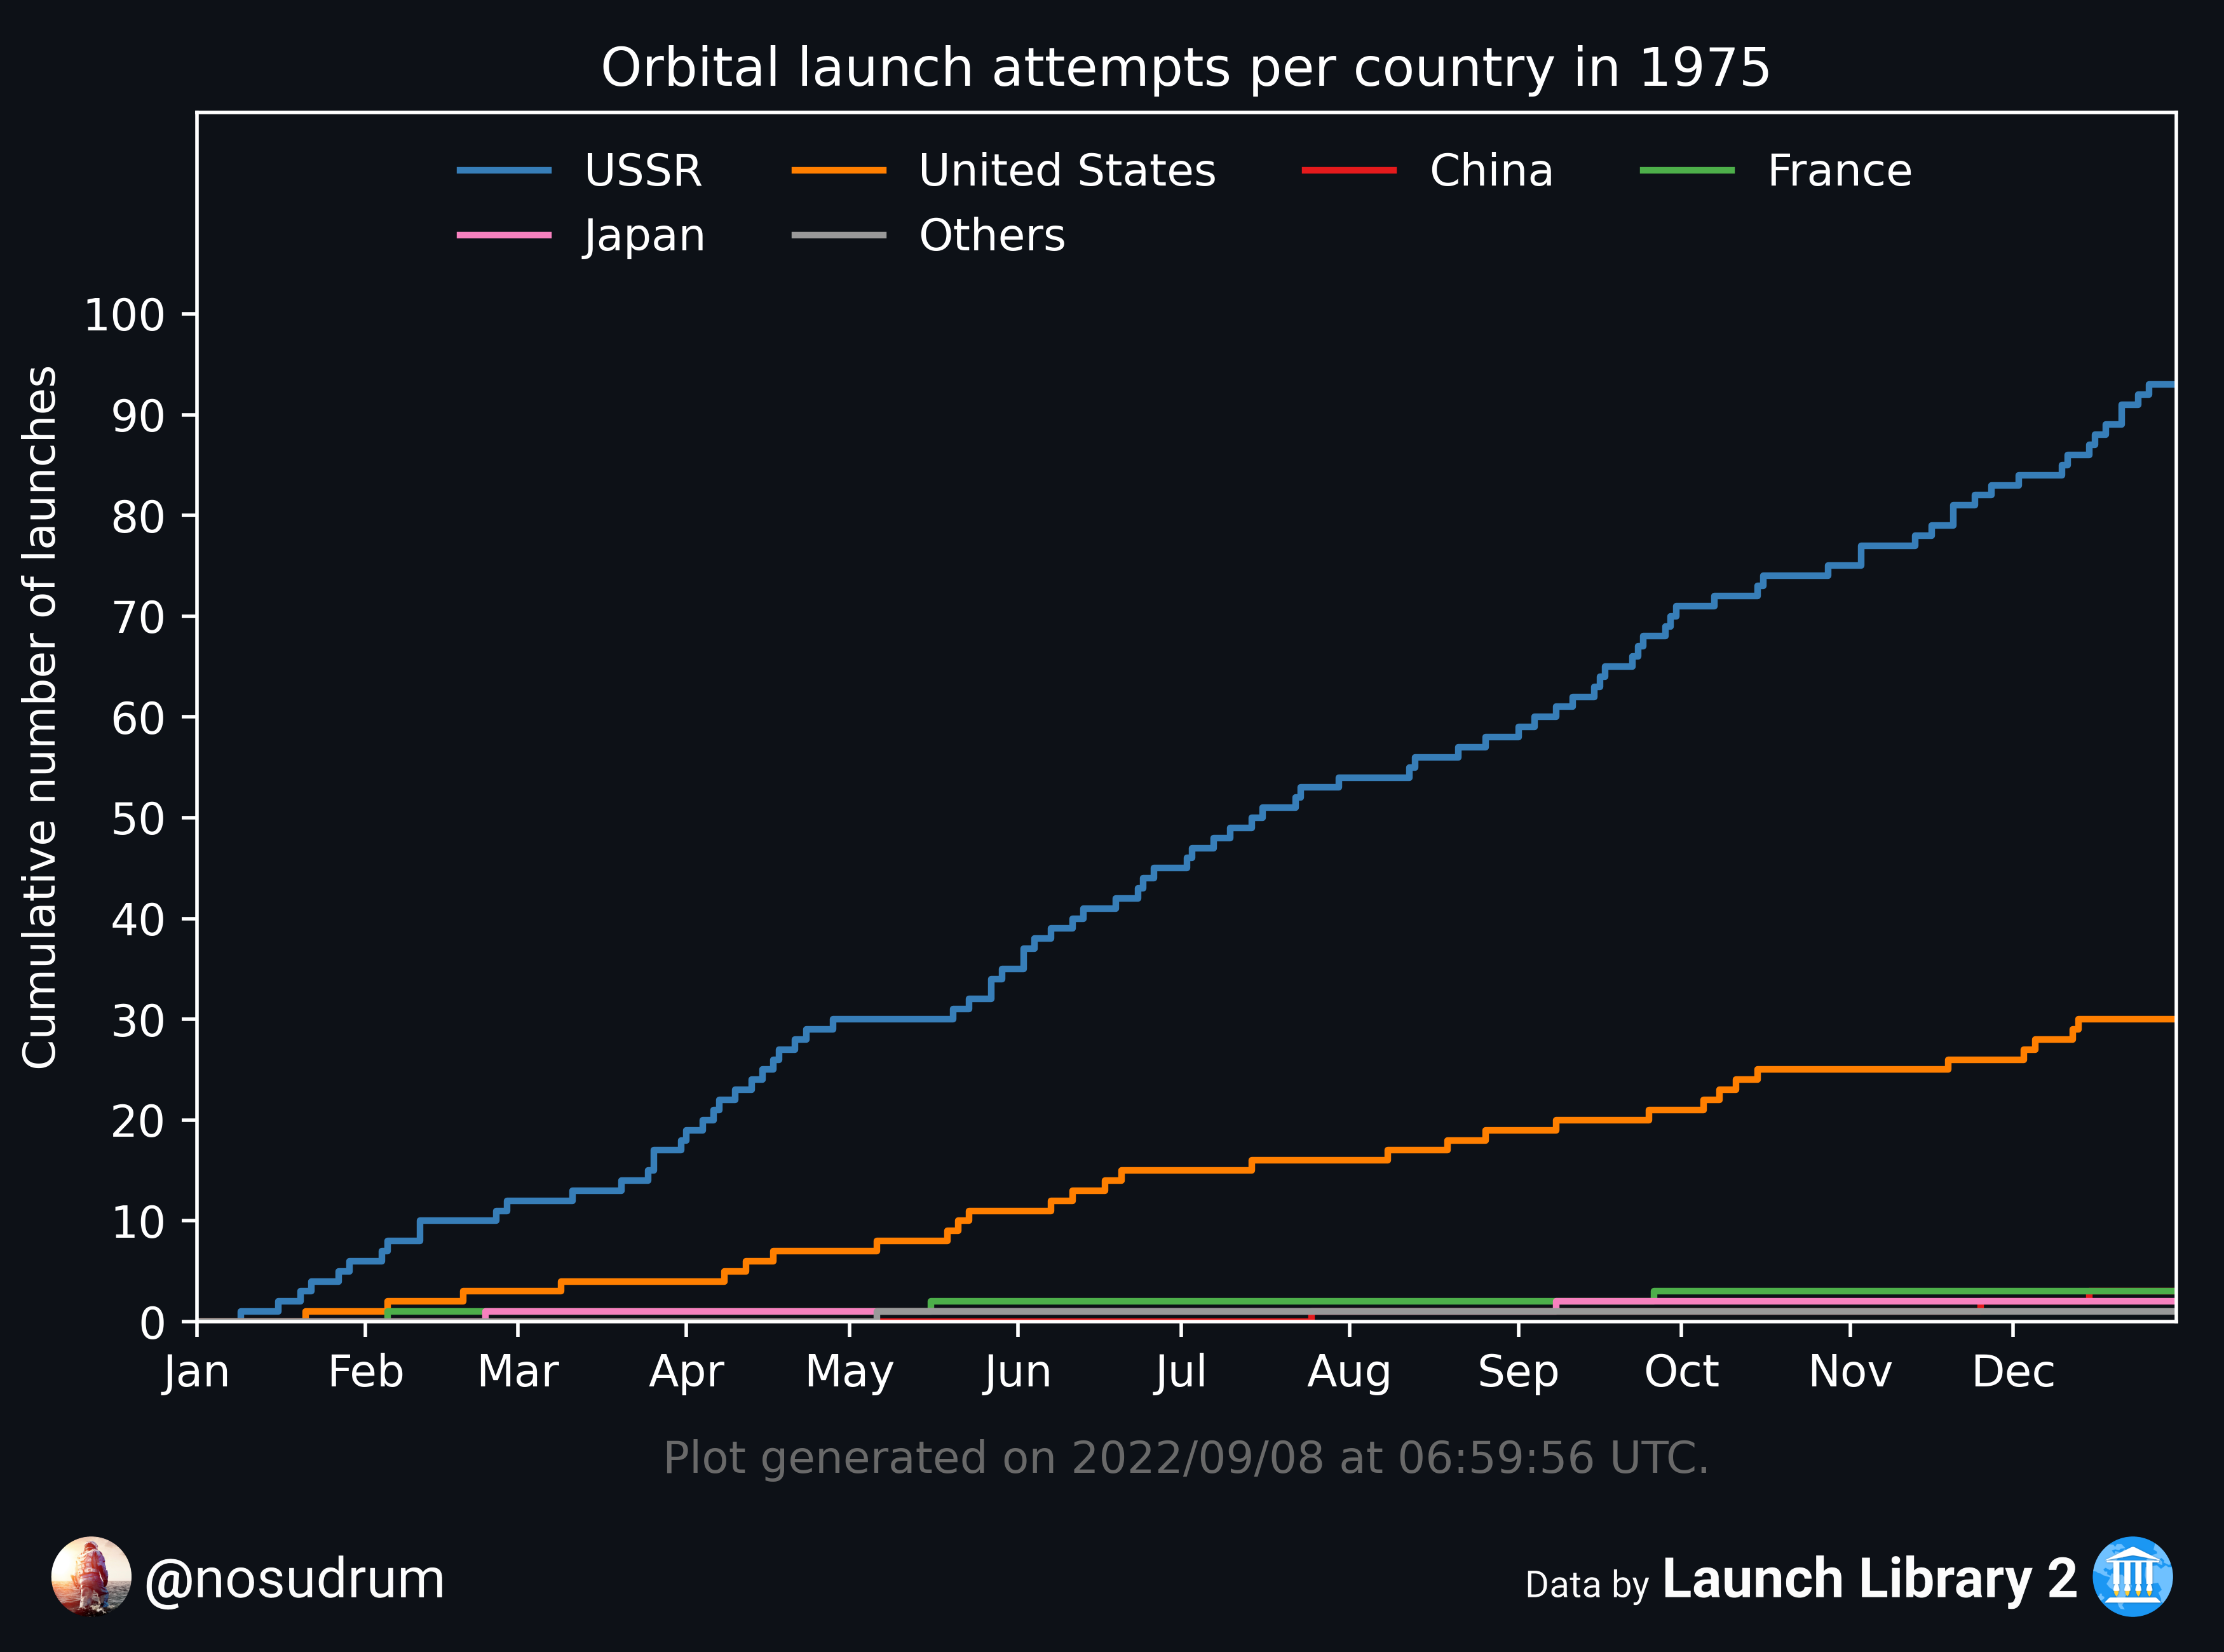 Orbital launch attempts per country in 1975
USSR United States China France
Japan Others
Cumulative number of launches
100
90
80
70
60
50
40
30
20
10
0
Jan Feb Mar Apr May Jun Jul Aug Sep Oct Nov Dec
Plot generated on 2022/09/08 at 06:59:56 UTC.
@nosudrum
Data by Launch Library 2